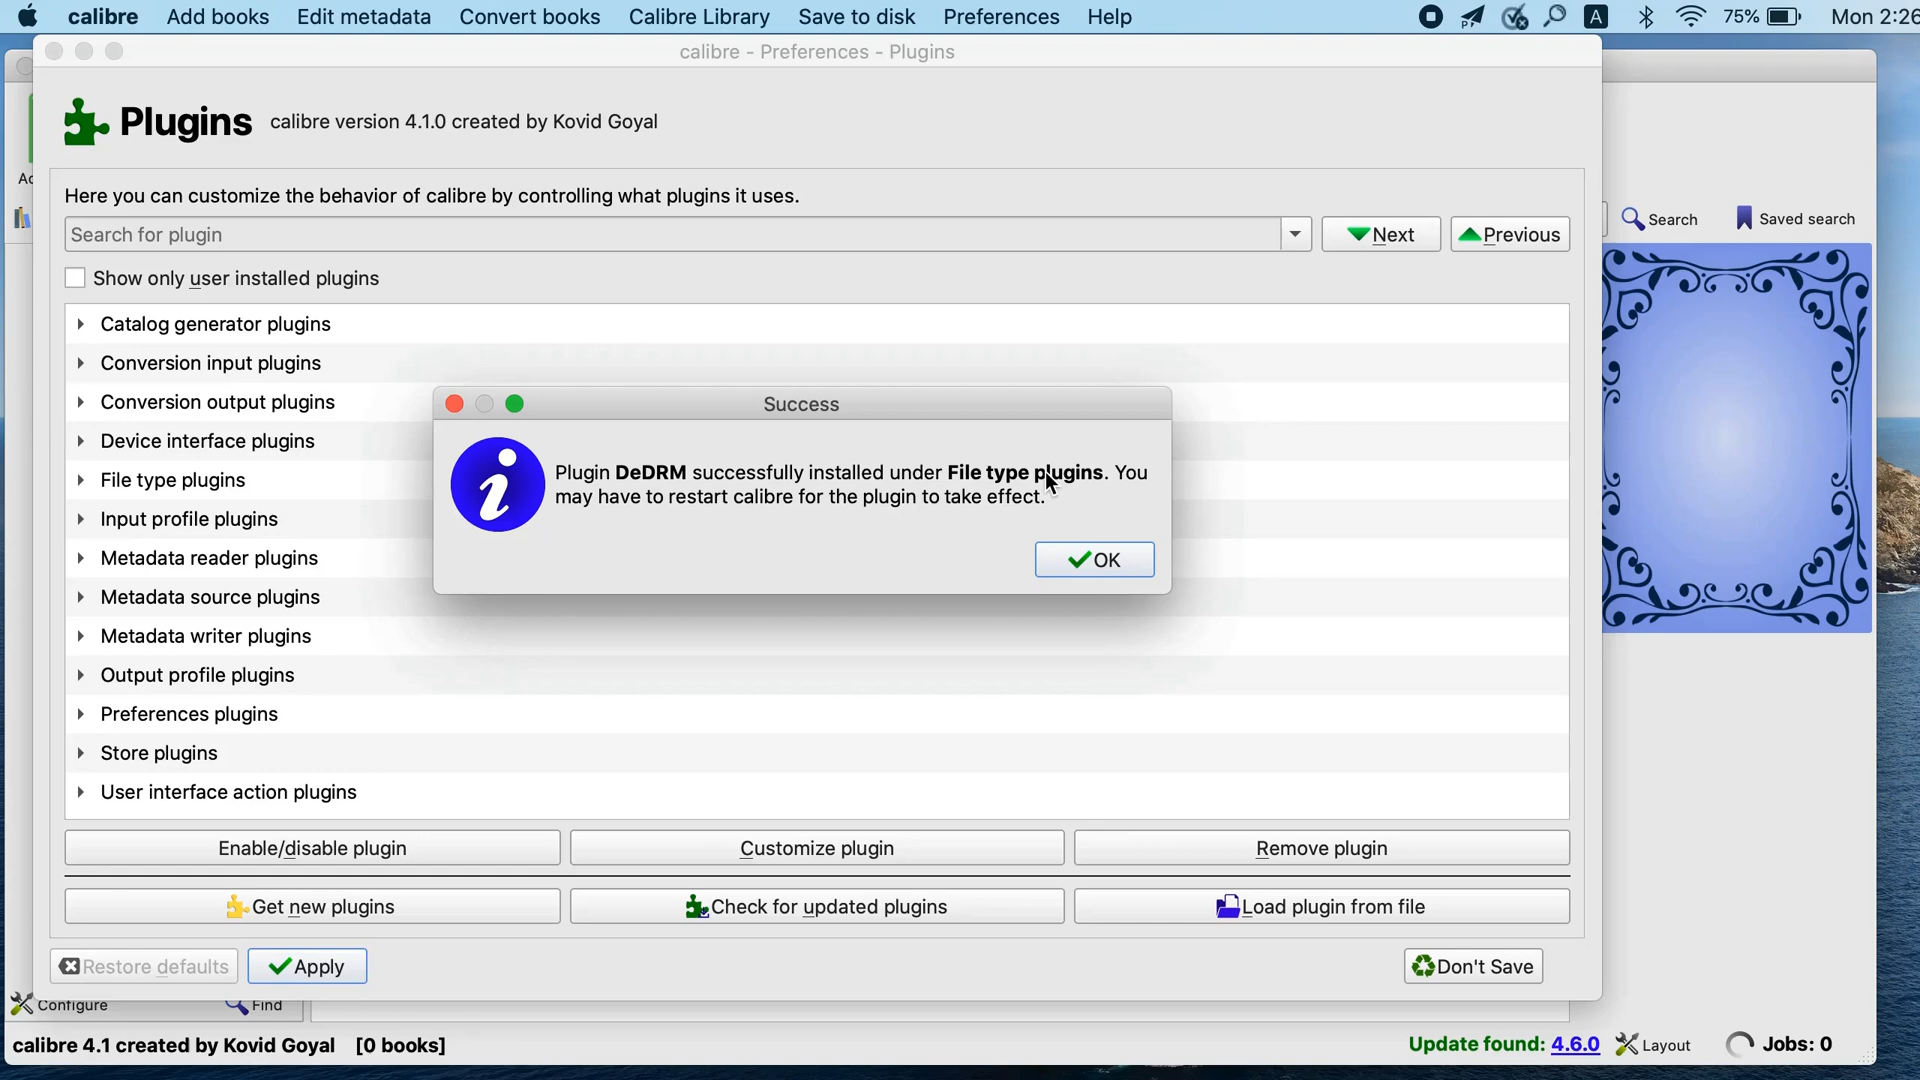 calibre Add books Edit metadata Convert books Calibre Library Save to disk Preferences Help A 75% Mon 2:26
calibre - Preferences - Plugins
Plugins calibre version 4.1.0 created by Kovid Goyal
Here you can customize the behavior of calibre by controlling what plugins it uses.
Search for plugin Next Previous
Search Saved search
Show only user installed plugins
Catalog generator plugins
Conversion input plugins
Conversion output plugins
Device interface plugins
File type plugins
Input profile plugins
Metadata reader plugins
Metadata source plugins
Metadata writer plugins
Output profile plugins
Preferences plugins
Store plugins
User interface action plugins
Success
Plugin DeDRM successfully installed under File type plugins. You
may have to restart calibre for the plugin to take effect.
OK
Enable/disable plugin Customize plugin Remove plugin
Get new plugins Check for updated plugins Load plugin from file
Restore defaults Apply Don't Save
Configure Find
calibre 4.1 created by Kovid Goyal [0 books] Update found: 4.6.0 Layout Jobs: 0